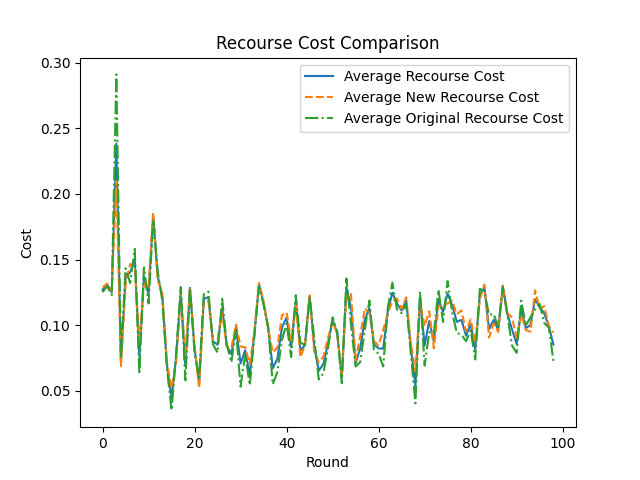 Recourse Cost Comparison
Average Recourse Cost
Average New Recourse Cost
Average Original Recourse Cost
0.30
0.25
0.20
0.15
0.10
0.05
Cost
0 20 40 60 80 100
Round